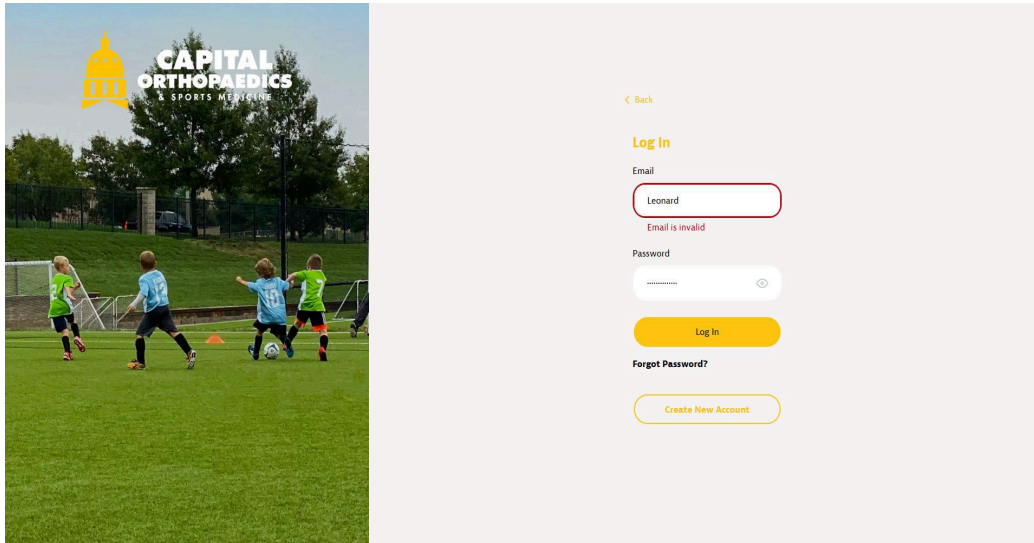 CAPITAL
ORTHOPAEDICS
& SPORTS MEDICINE
Back
Log In
Email
Leonard
Email is invalid
Password
Log In
Forgot Password?
Create New Account